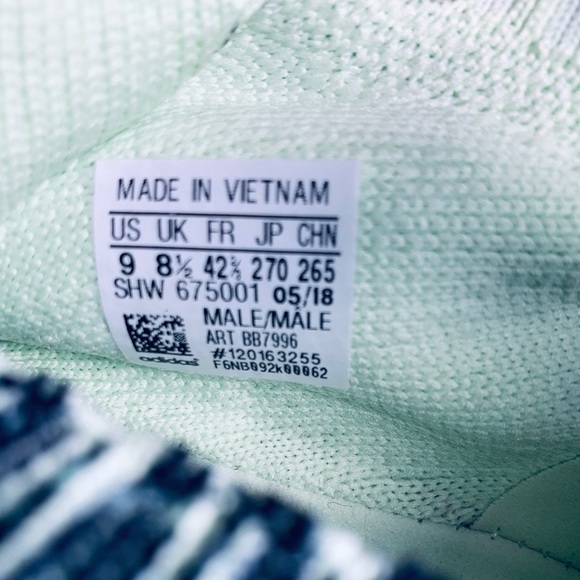 MADE IN VIETNAM
US UK FR JP CHN
9 8½ 42⅔ 270 265
SHW 675001 05/18
MALE/MÂLE
ART BB7996
#120163255
adidas
F6NB092k00062